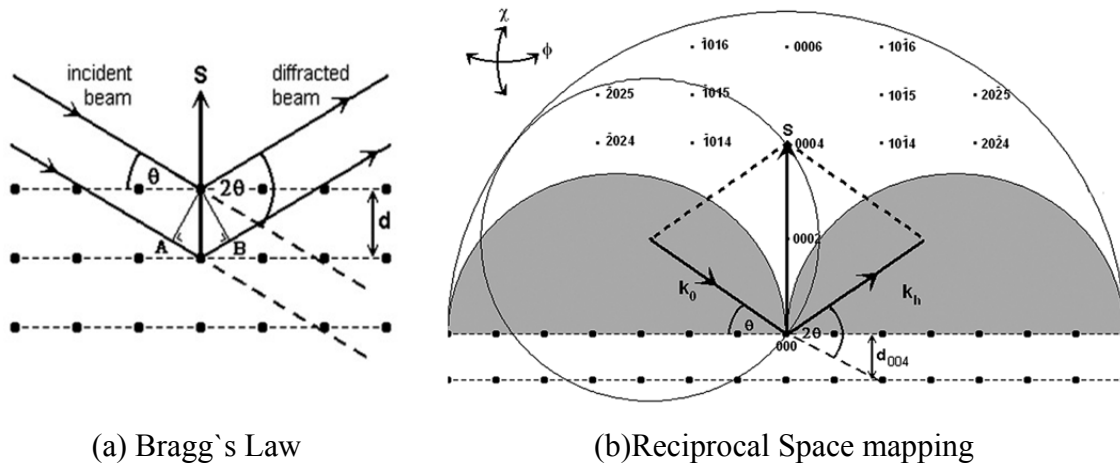 incident
beam
S
diffracted
beam
θ
2θ
d
A
B
(a) Bragg`s Law
χ
ϕ
1̄016
0006
101̄6
2̄025
1̄015
101̄5
202̄5
S
2̄024
1̄014
0004
101̄4
202̄4
0002
k₀
kₕ
θ
2θ
000
d₀₀₄
(b)Reciprocal Space mapping